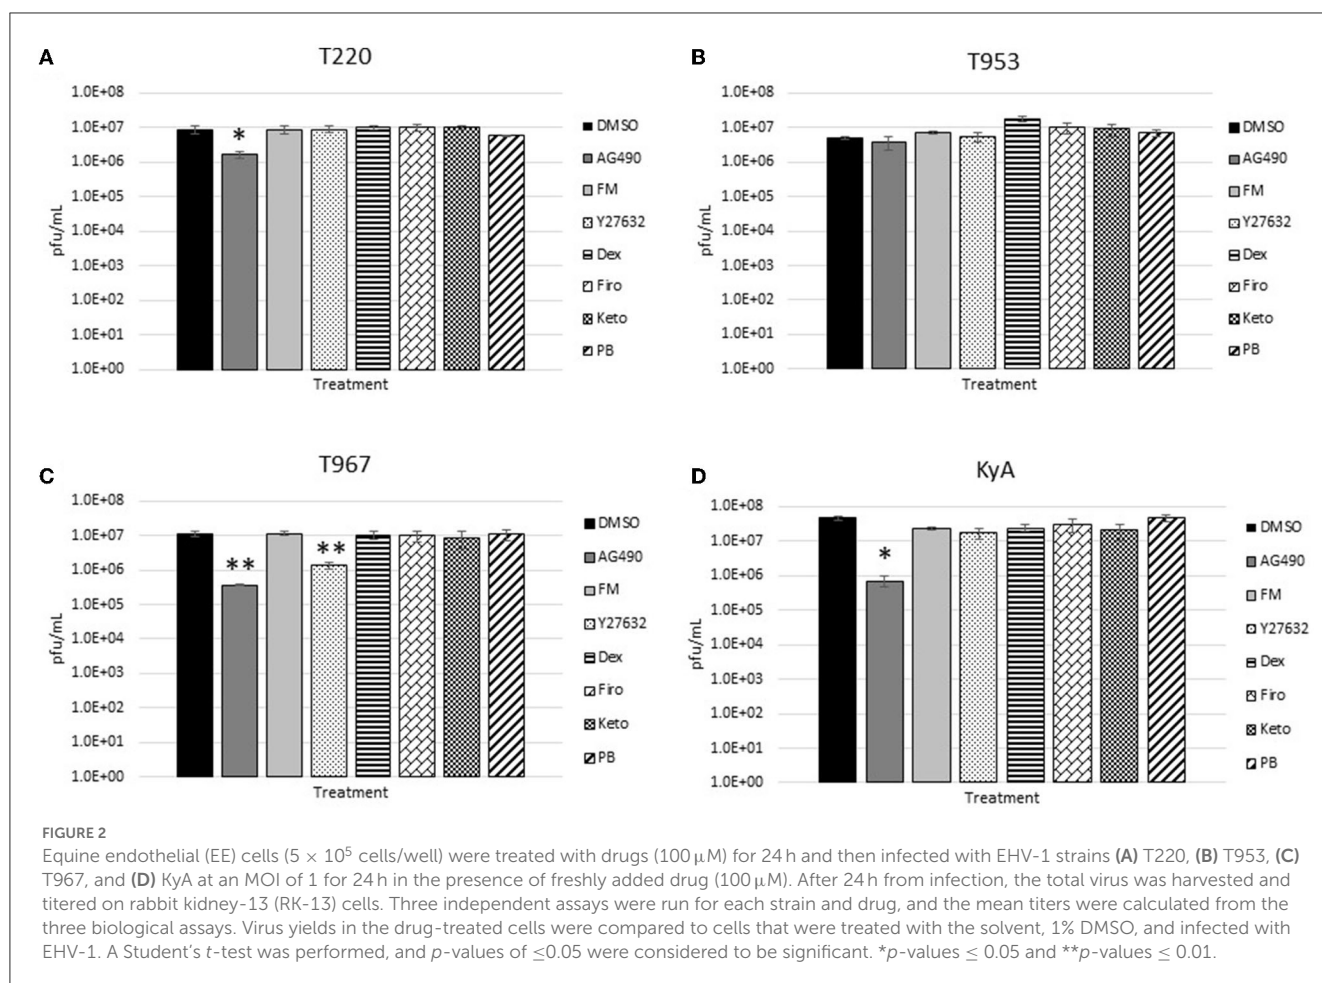 A
T220
1.0E+08
1.0E+07
1.0E+06
1.0E+05
1.0E+04
1.0E+03
1.0E+02
1.0E+01
1.0E+00
pfu/mL
*
Treatment
DMSO
AG490
FM
Y27632
Dex
Firo
Keto
PB
B
T953
1.0E+08
1.0E+07
1.0E+06
1.0E+05
1.0E+04
1.0E+03
1.0E+02
1.0E+01
1.0E+00
pfu/mL
Treatment
DMSO
AG490
FM
Y27632
Dex
Firo
Keto
PB
C
T967
1.0E+08
1.0E+07
1.0E+06
1.0E+05
1.0E+04
1.0E+03
1.0E+02
1.0E+01
1.0E+00
pfu/mL
**
**
Treatment
DMSO
AG490
FM
Y27632
Dex
Firo
Keto
PB
D
KyA
1.0E+08
1.0E+07
1.0E+06
1.0E+05
1.0E+04
1.0E+03
1.0E+02
1.0E+01
1.0E+00
pfu/mL
*
Treatment
DMSO
AG490
FM
Y27632
Dex
Firo
Keto
PB
FIGURE 2
Equine endothelial (EE) cells (5 × 10⁵ cells/well) were treated with drugs (100 μM) for 24 h and then infected with EHV-1 strains (A) T220, (B) T953, (C)
T967, and (D) KyA at an MOI of 1 for 24 h in the presence of freshly added drug (100 μM). After 24 h from infection, the total virus was harvested and
titered on rabbit kidney-13 (RK-13) cells. Three independent assays were run for each strain and drug, and the mean titers were calculated from the
three biological assays. Virus yields in the drug-treated cells were compared to cells that were treated with the solvent, 1% DMSO, and infected with
EHV-1. A Student's t-test was performed, and p-values of ≤0.05 were considered to be significant. *p-values ≤ 0.05 and **p-values ≤ 0.01.